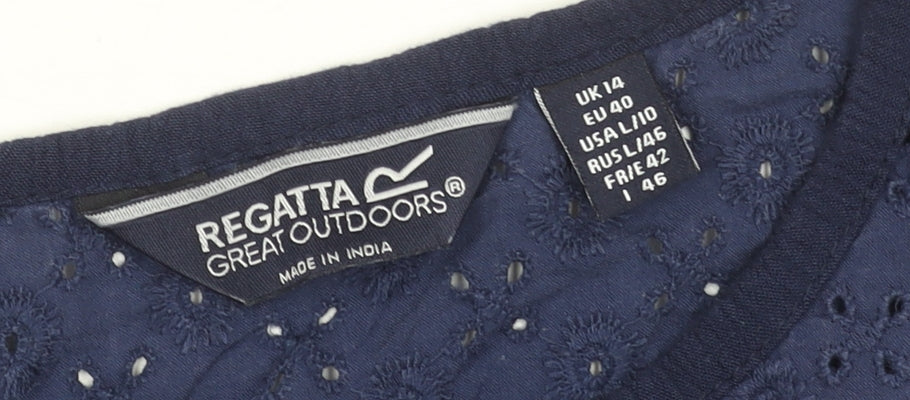 REGATTA R
GREAT OUTDOORS®
MADE IN INDIA
UK 14
EU 40
USA L/10
RUS L/46
FR/E 42
I 46